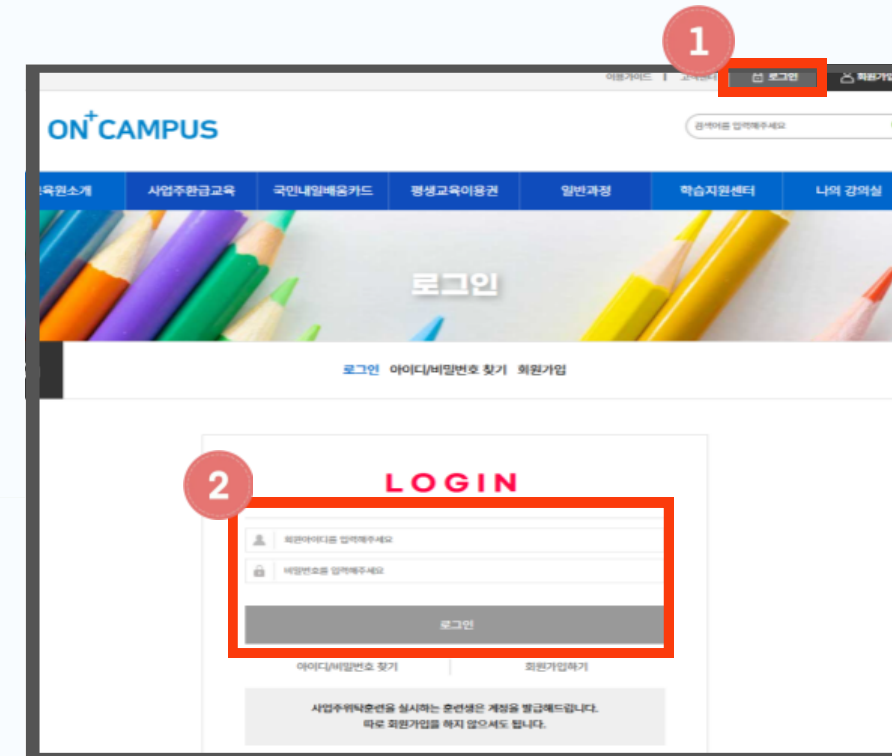 1
이용가이드 | 고객센터 로그인 회원가입
ON+CAMPUS
검색어를 입력해주세요
육원소개 사업주환급교육 국민내일배움카드 평생교육이용권 일반과정 학습지원센터 나의 강의실
로그인
로그인 아이디/비밀번호 찾기 회원가입
2
LOGIN
회원아이디를 입력해주세요
비밀번호를 입력해주세요
로그인
아이디/비밀번호 찾기 회원가입하기
사업주위탁훈련을 실시하는 훈련생은 계정을 발급해드립니다.
따로 회원가입을 하지 않으셔도 됩니다.